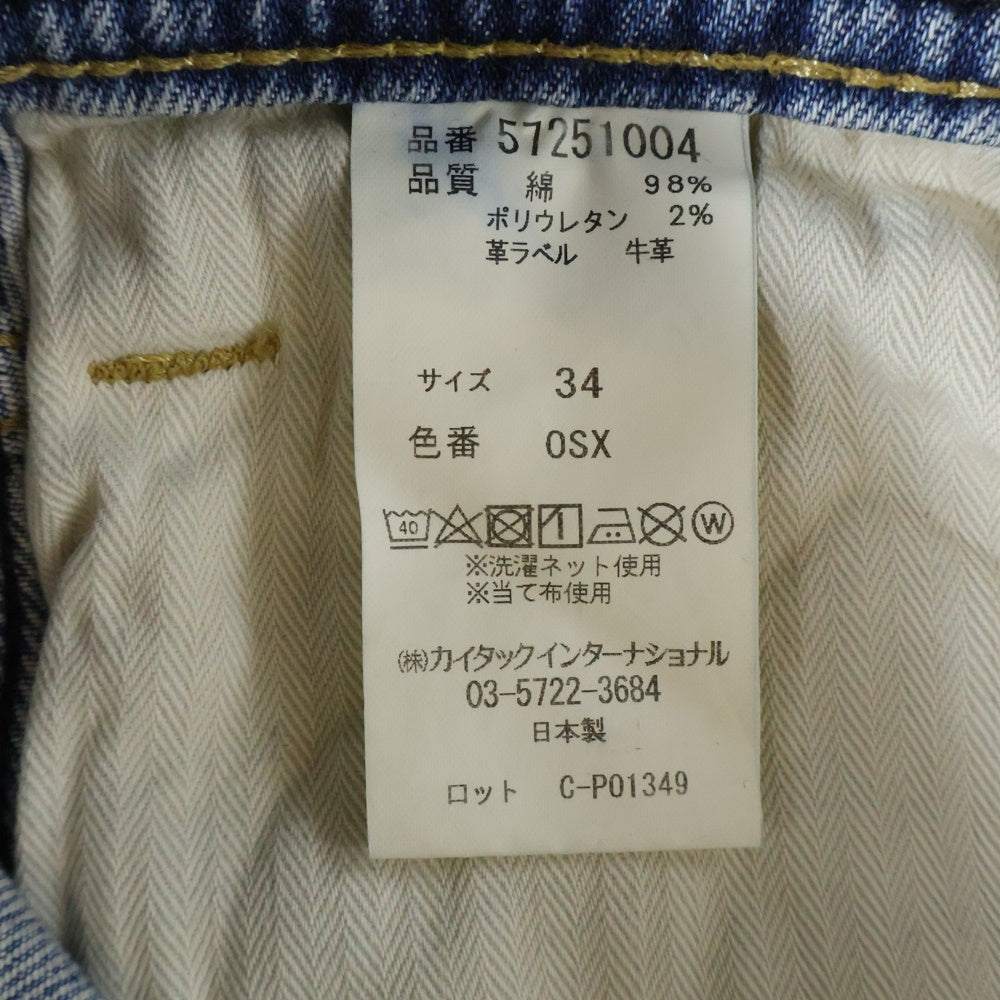 品番 57251004
品質 綿 98%
ポリウレタン 2%
革ラベル 牛革
サイズ 34
色番 OSX
40 W
※洗濯ネット使用
※当て布使用
㈱カイタックインターナショナル
03-5722-3684
日本製
ロット C-P01349